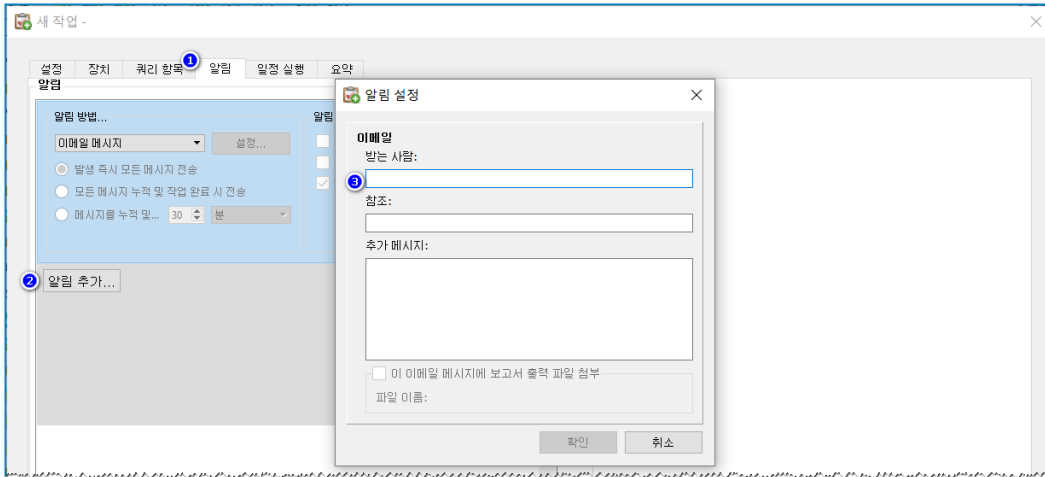 새 작업 -
설정 장치 쿼리 항목 1 알림 일정 실행 요약
알림
알림 방법...
알림
이메일 메시지 설정...
발생 즉시 모든 메시지 전송
모든 메시지 누적 및 작업 완료 시 전송
메시지를 누적 및... 30 분
2 알림 추가...
알림 설정
이메일
받는 사람:
3
참조:
추가 메시지:
이 이메일 메시지에 보고서 출력 파일 첨부
파일 이름:
확인 취소